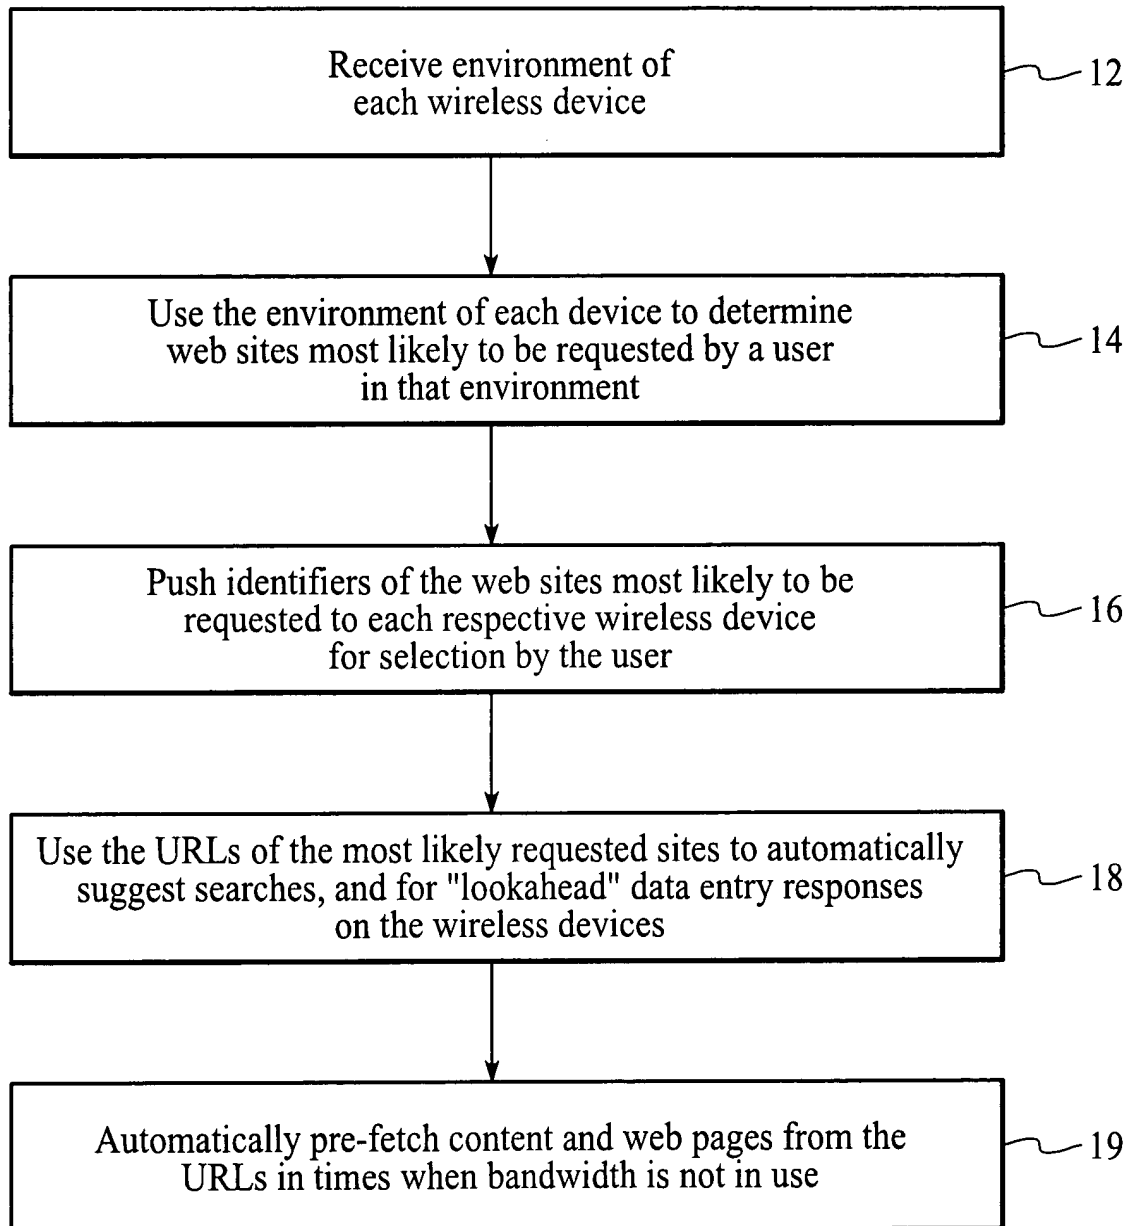 Receive environment of
each wireless device
12
Use the environment of each device to determine
web sites most likely to be requested by a user
in that environment
14
Push identifiers of the web sites most likely to be
requested to each respective wireless device
for selection by the user
16
Use the URLs of the most likely requested sites to automatically
suggest searches, and for "lookahead" data entry responses
on the wireless devices
18
Automatically pre-fetch content and web pages from the
URLs in times when bandwidth is not in use
19